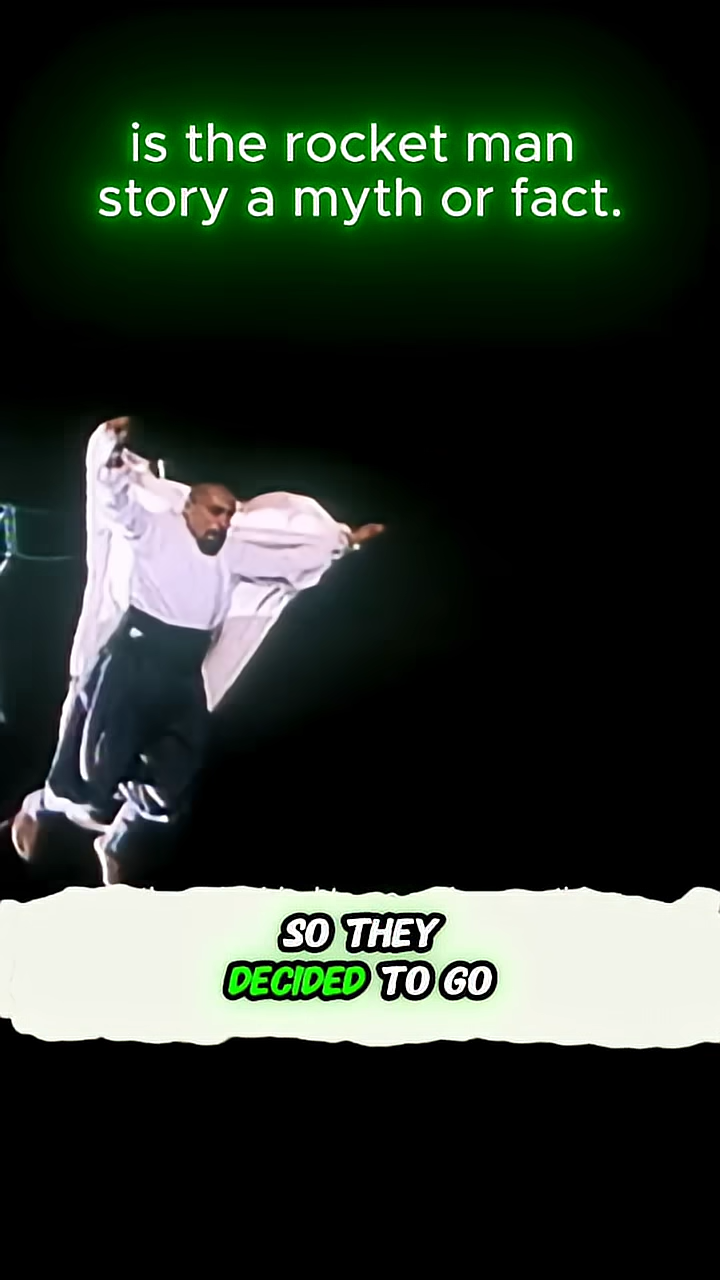 is the rocket man
story a myth or fact.
SO THEY
DECIDED TO GO